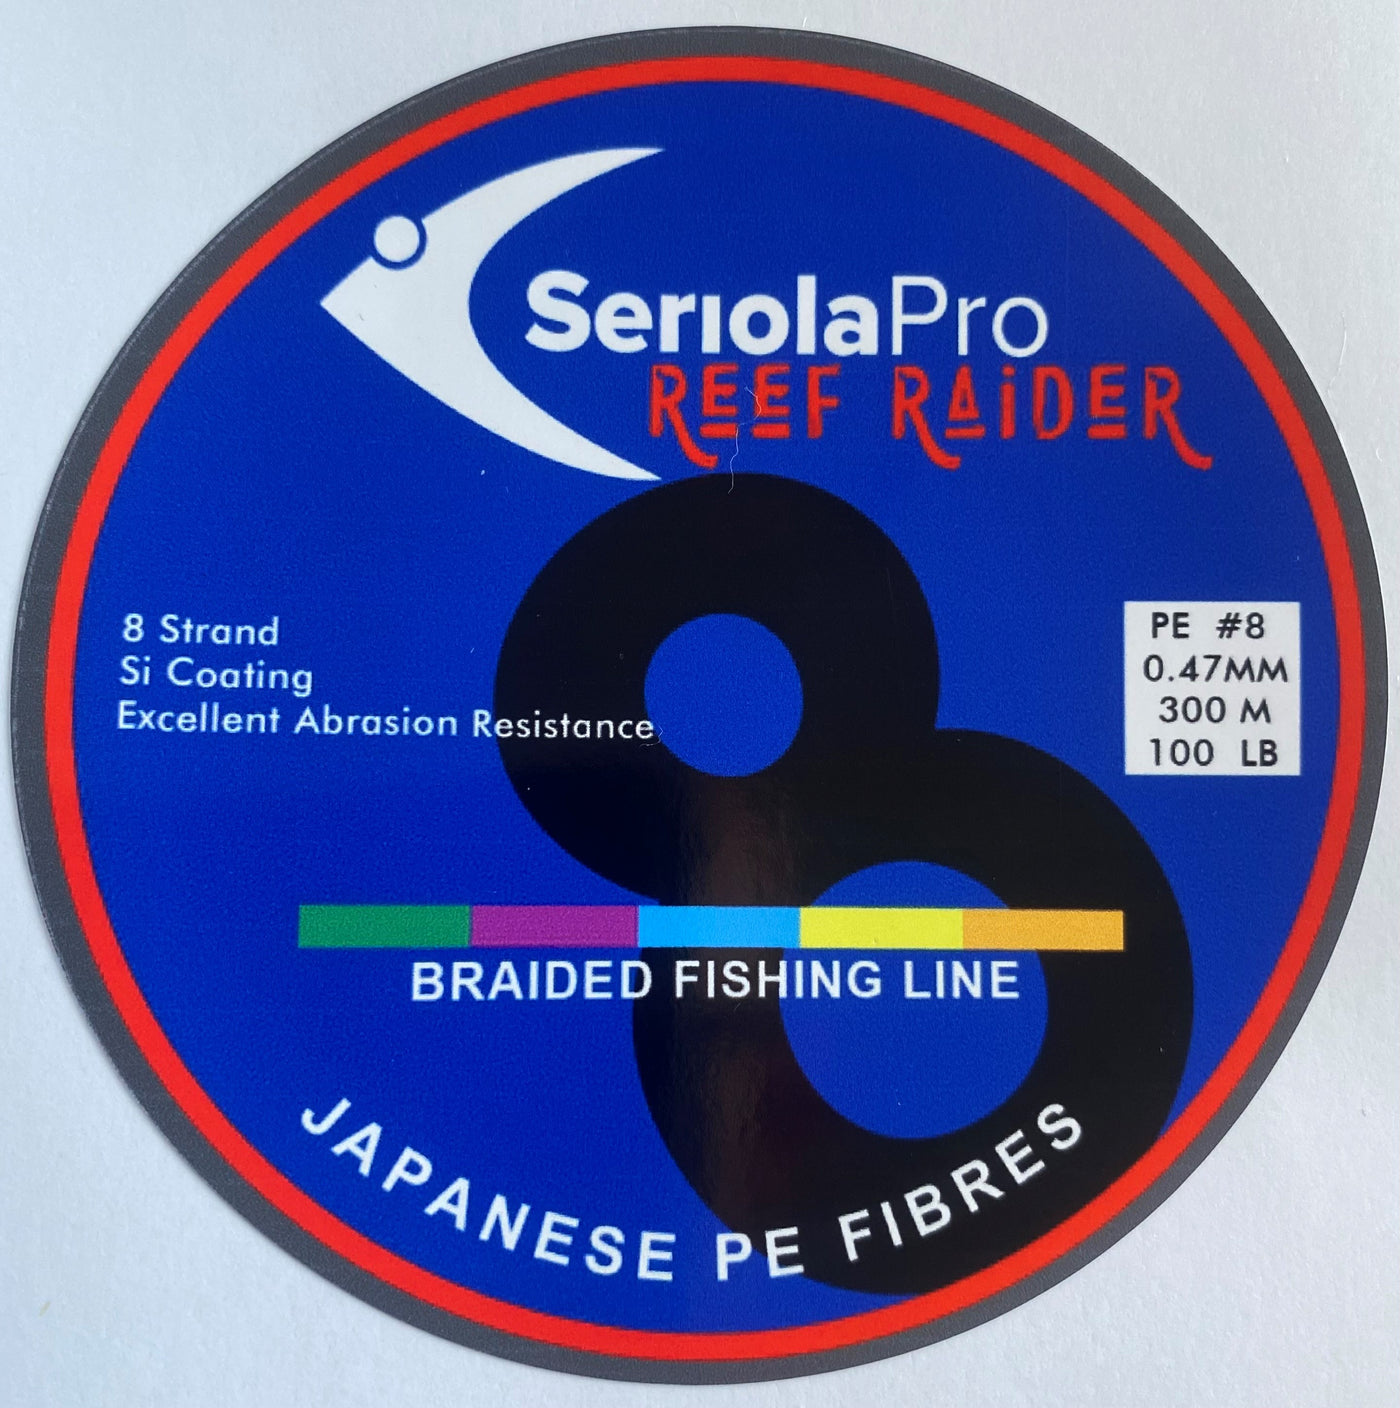 SeriolaPro
REEF RAiDER
8 Strand
Si Coating
Excellent Abrasion Resistance
PE #8
0.47MM
300 M
100 LB
8
BRAIDED FISHING LINE
JAPANESE PE FIBRES